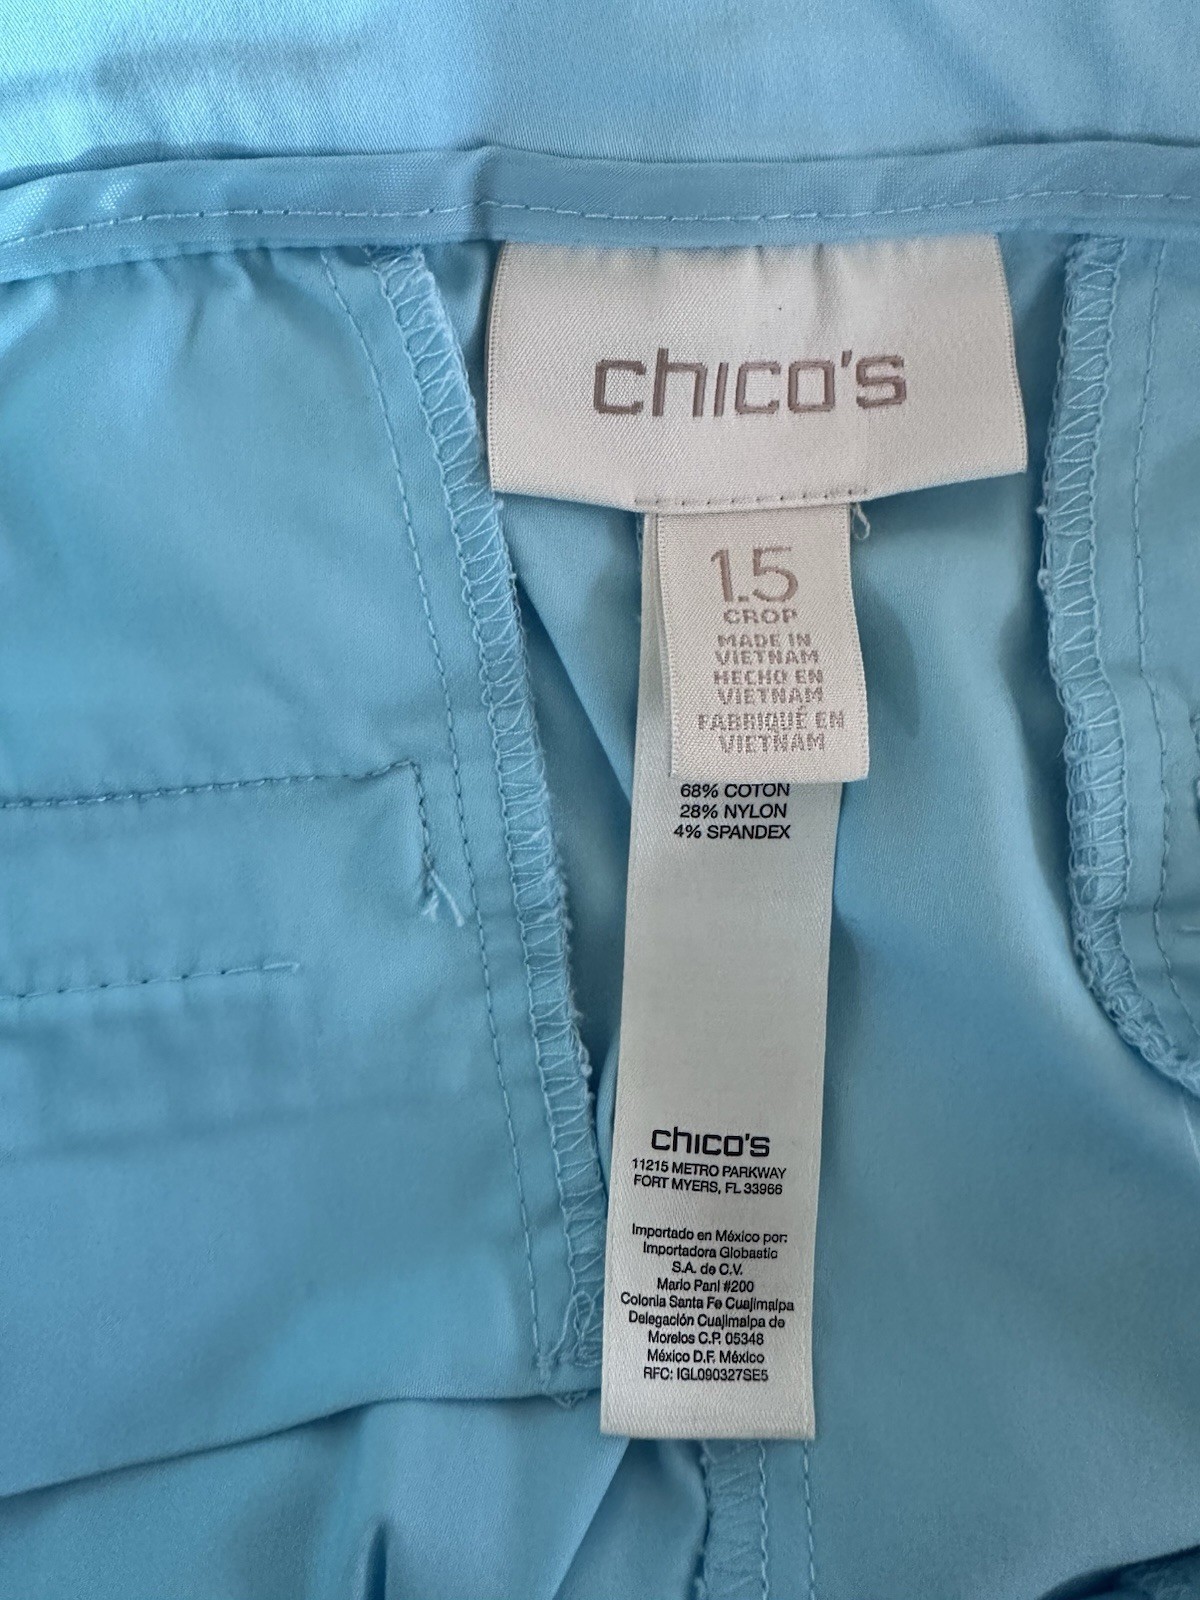 chico's
1.5
CROP
MADE IN
VIETNAM
HECHO EN
VIETNAM
FABRIQUÉ EN
VIETNAM
68% COTON
28% NYLON
4% SPANDEX
chico's
11215 METRO PARKWAY
FORT MYERS, FL 33966
Importado en México por:
Importadora Globastic
S.A. de C.V.
Mario Pani #200
Colonia Santa Fe Cuajimalpa
Delegación Cuajimalpa de
Morelos C.P. 05348
México D.F. México
RFC: IGL090327SE5